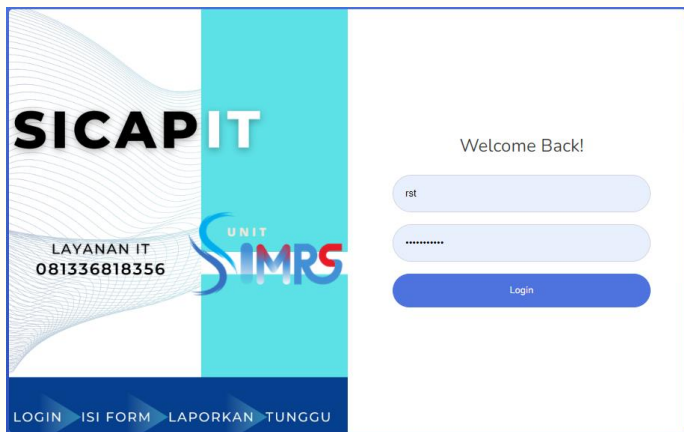 SICAPIT
LAYANAN IT
081336818356
UNIT
SIMRS
LOGIN ISI FORM LAPORKAN TUNGGU
Welcome Back!
rst
•••••••••••
Login